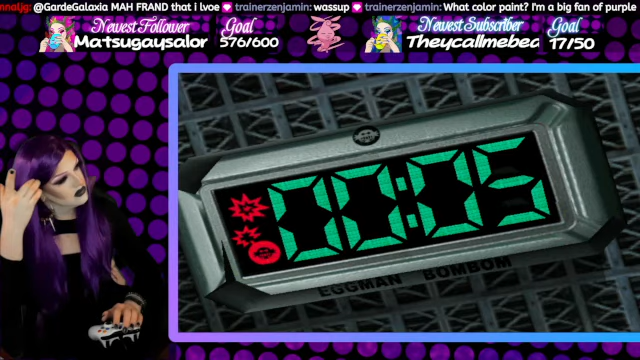 @GardeGalaxia MAH FRAND that i lvoe trainerzenjamin: wassup trainerzenjamin: What color paint? I'm a big fan of purple
Newest Follower
Matsugaysalor
Goal
576/600
Newest Subscriber
Theycallmebea
Goal
17/50
00:05
EGGMAN BOMBOM